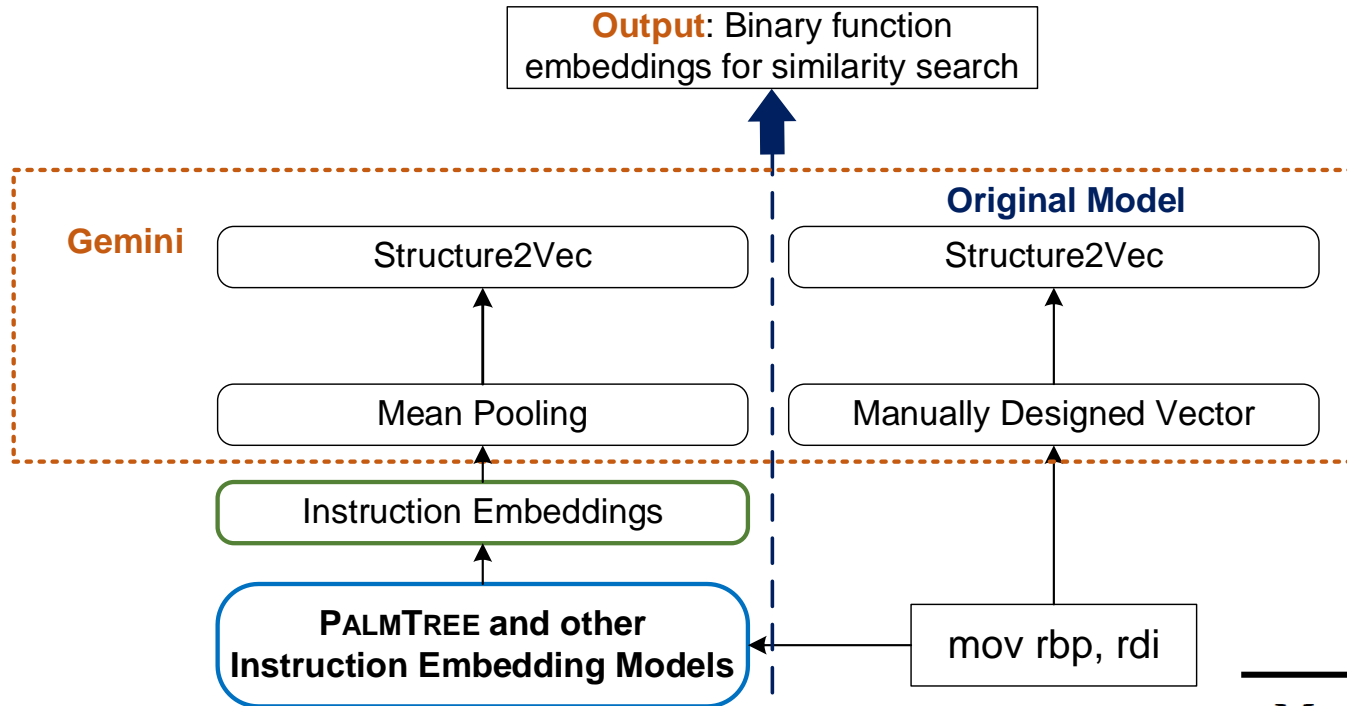 Output: Binary function
embeddings for similarity search
Original Model
Gemini
Structure2Vec
Structure2Vec
Mean Pooling
Manually Designed Vector
Instruction Embeddings
PALMTREE and other
Instruction Embedding Models
mov rbp, rdi